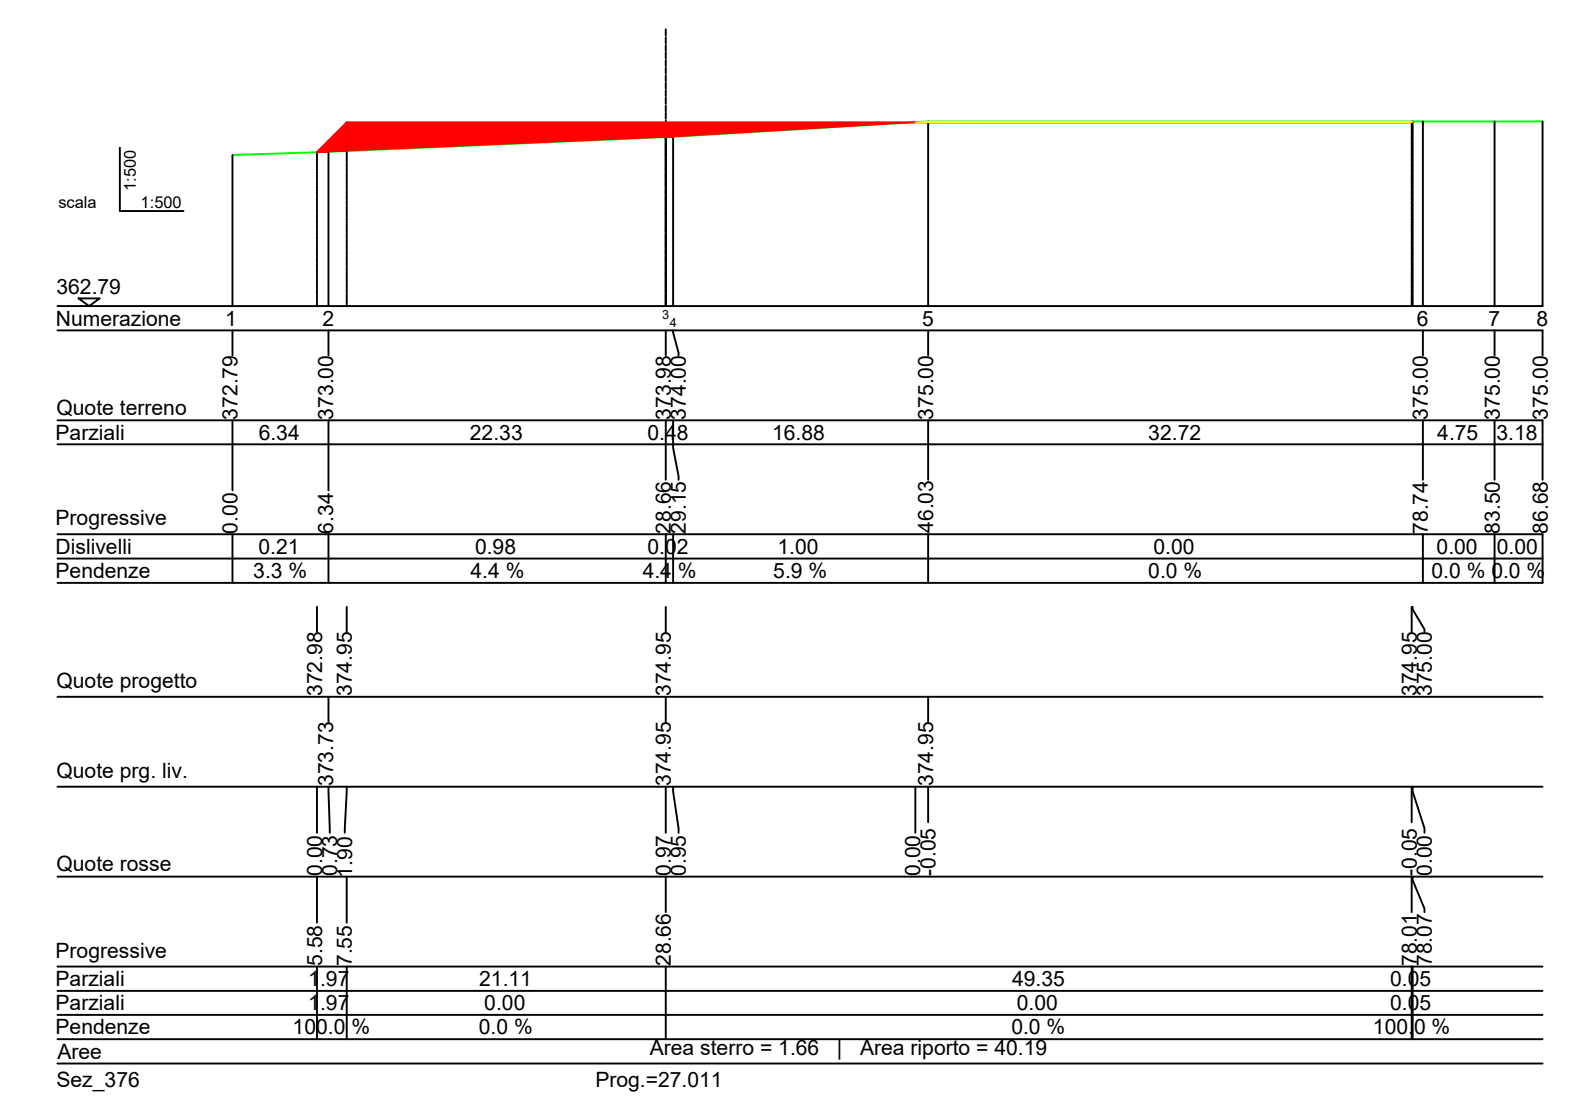 1:500
scala 1:500
362.79
Numerazione 1 2 3 4 5 6 7 8
Quote terreno 372.79 373.00 373.98 374.00 375.00 375.00 375.00 375.00
Parziali 6.34 22.33 0.48 16.88 32.72 4.75 3.18
Progressive 0.00 6.34 28.66 29.15 46.03 78.74 83.50 86.68
Dislivelli 0.21 0.98 0.02 1.00 0.00 0.00 0.00
Pendenze 3.3 % 4.4 % 4.4 % 5.9 % 0.0 % 0.0 % 0.0 %
Quote progetto 372.98 374.95 374.95 374.95 375.00
Quote prg. liv. 373.73 374.95 374.95
Quote rosse 0.00 0.73 1.90 0.97 0.95 0.00 -0.05 -0.05 0.00
Progressive 5.58 7.55 28.66 78.01 78.07
Parziali 1.97 21.11 49.35 0.05
Parziali 1.97 0.00 0.00 0.05
Pendenze 100.0 % 0.0 % 0.0 % 100.0 %
Aree Area sterro = 1.66 | Area riporto = 40.19
Sez_376 Prog.=27.011